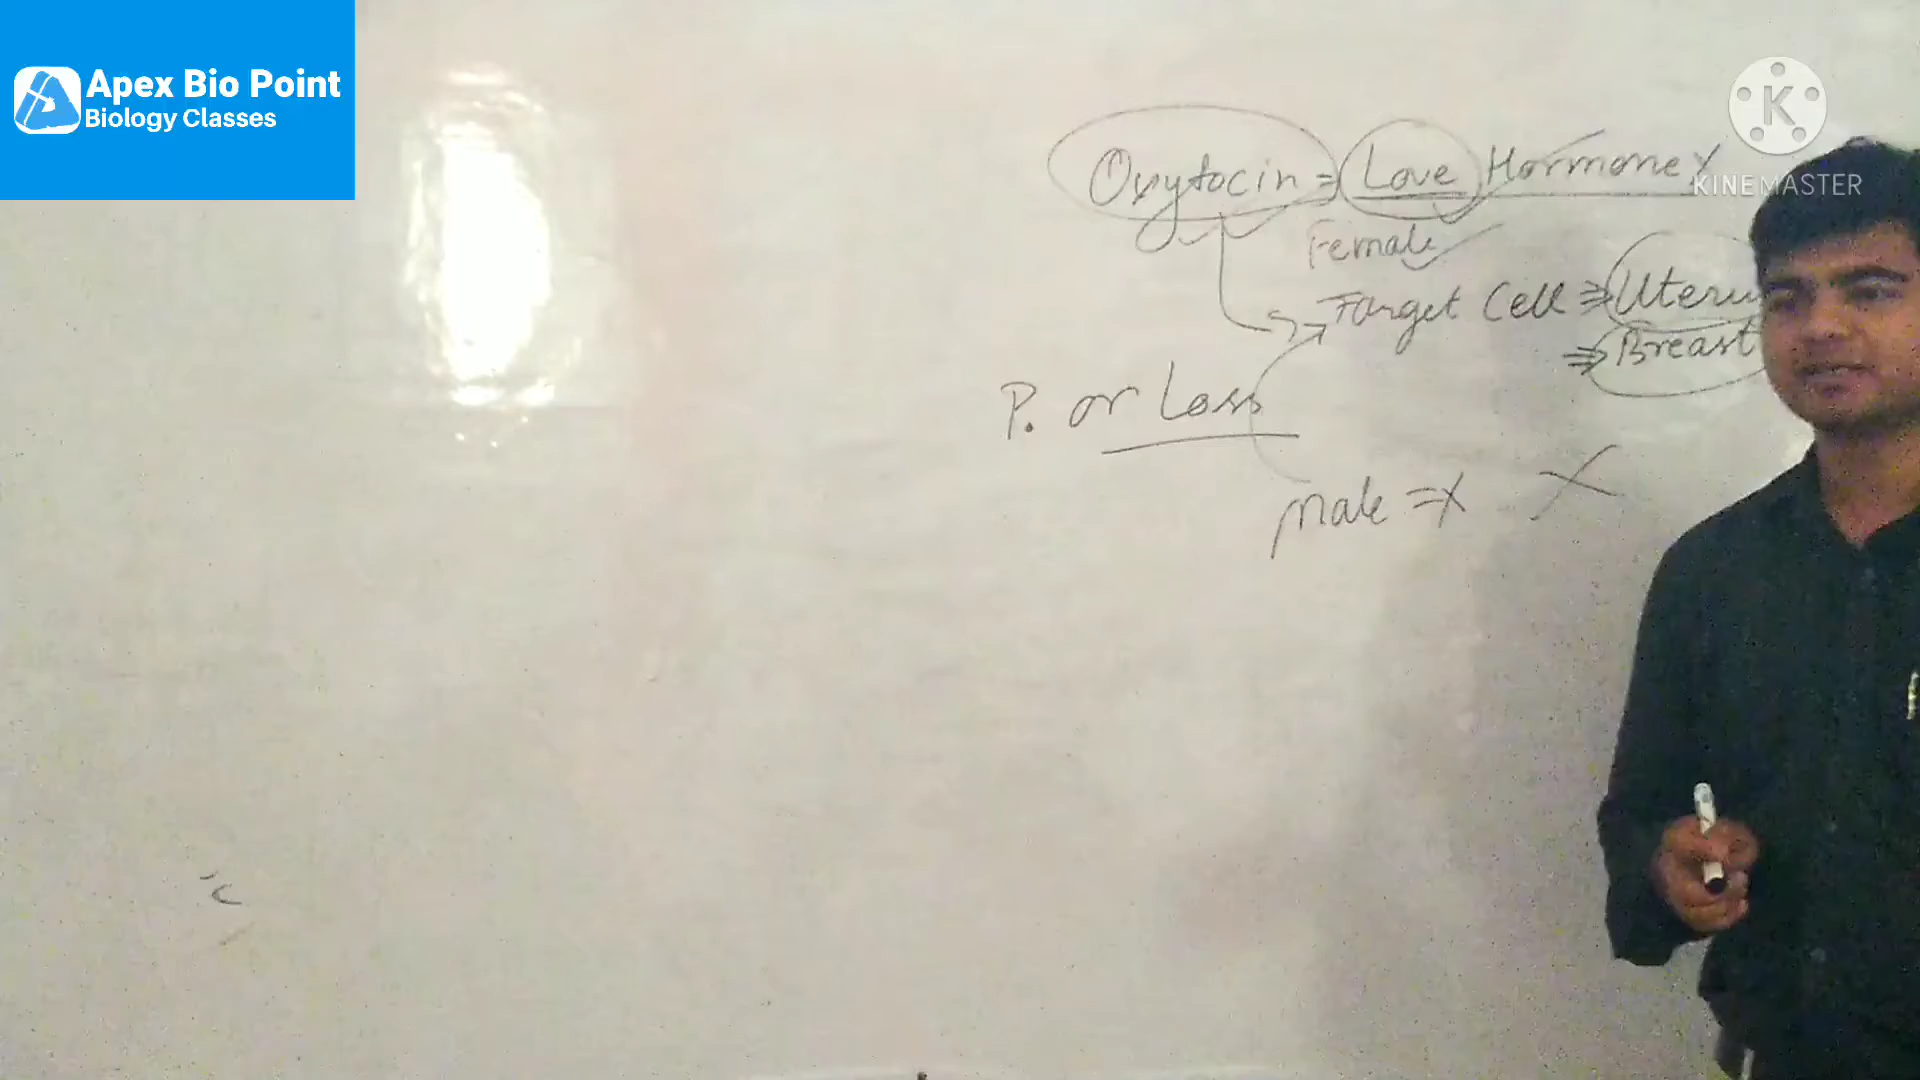 Apex Bio Point
Biology Classes
K
KINEMASTER
Oxytocin = Love Hormone
Female
Target Cell ⇒ Uteru
⇒ Breast
P. or Loss
male ⇒ x